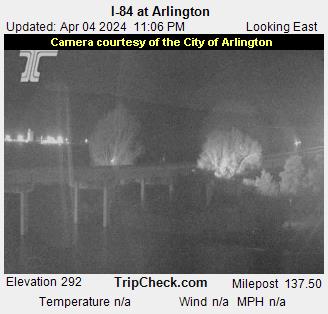 I-84 at Arlington
Updated: Apr 04 2024 11:06 PM Looking East
Camera courtesy of the City of Arlington
Elevation 292 TripCheck.com Milepost 137.50
Temperature n/a Wind n/a MPH n/a